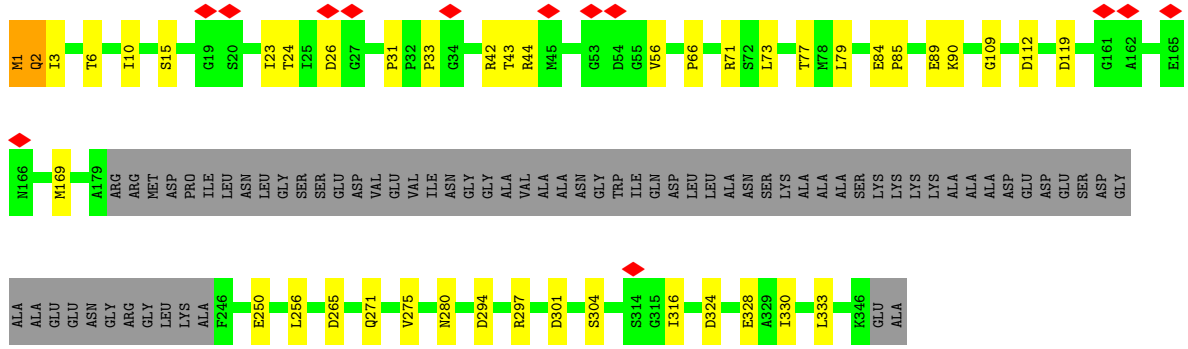 M1 Q2 I3 T6 I10 S15 G19 S20 I23 T24 I25 D26 G27 P31 P32 P33 G34 R42 T43 R44 M45 G53 D54 G55 V56 P66 R71 S72 L73 T77 M78 L79 E84 P85 E89 K90 G109 D112 D119 G161 A162 E165
N166 M169 A179 ARG ARG MET ASP PRO ILE LEU ASN LEU GLY SER SER GLU ASP VAL GLU VAL ILE ASN GLY GLY ALA VAL ALA ALA ASN GLY TRP ILE GLN ASP LEU LEU ALA ASN SER LYS ALA ALA ALA SER LYS LYS LYS LYS ALA ALA ALA ASP GLU ASP GLU SER ASP GLY
ALA ALA GLU GLU ASN GLY ARG GLY LEU LYS ALA F246 E250 L256 D265 Q271 V275 N280 D294 R297 D301 S304 S314 G315 I316 D324 E328 A329 I330 L333 K346 GLU ALA